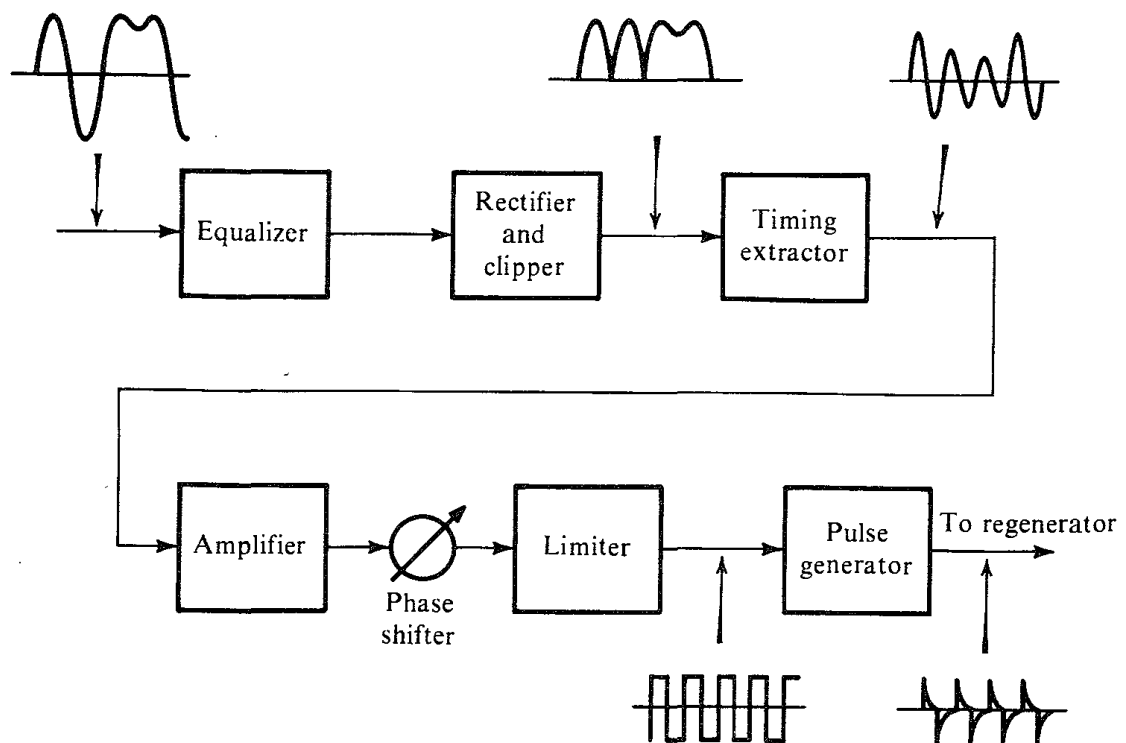 Equalizer
Rectifier
and
clipper
Timing
extractor
Amplifier
Phase
shifter
Limiter
Pulse
generator
To regenerator